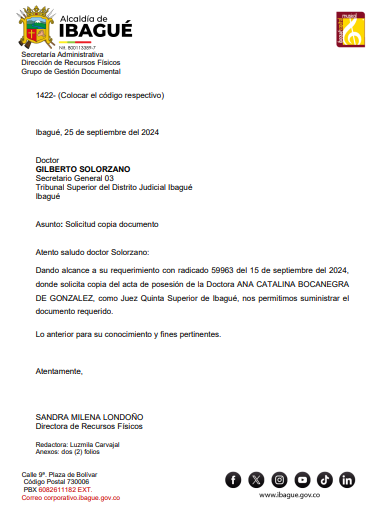 Alcaldía de
IBAGUÉ
Nit. 800113389-7
Secretaría Administrativa
Dirección de Recursos Físicos
Grupo de Gestión Documental
1422- (Colocar el código respectivo)
Ibagué, 25 de septiembre del 2024
Doctor
GILBERTO SOLORZANO
Secretario General 03
Tribunal Superior del Distrito Judicial Ibagué
Ibagué
Asunto: Solicitud copia documento
Atento saludo doctor Solorzano:
Dando alcance a su requerimiento con radicado 59963 del 15 de septiembre del 2024,
donde solicita copia del acta de posesión de la Doctora ANA CATALINA BOCANEGRA
DE GONZALEZ, como Juez Quinta Superior de Ibagué, nos permitimos suministrar el
documento requerido.
Lo anterior para su conocimiento y fines pertinentes.
Atentamente,
SANDRA MILENA LONDOÑO
Directora de Recursos Físicos
Redactora: Luzmila Carvajal
Anexos: dos (2) folios
Calle 9ª. Plaza de Bolívar
Código Postal 730006
PBX 6082611182 EXT.
Correo corporativo.ibague.gov.co
www.ibague.gov.co